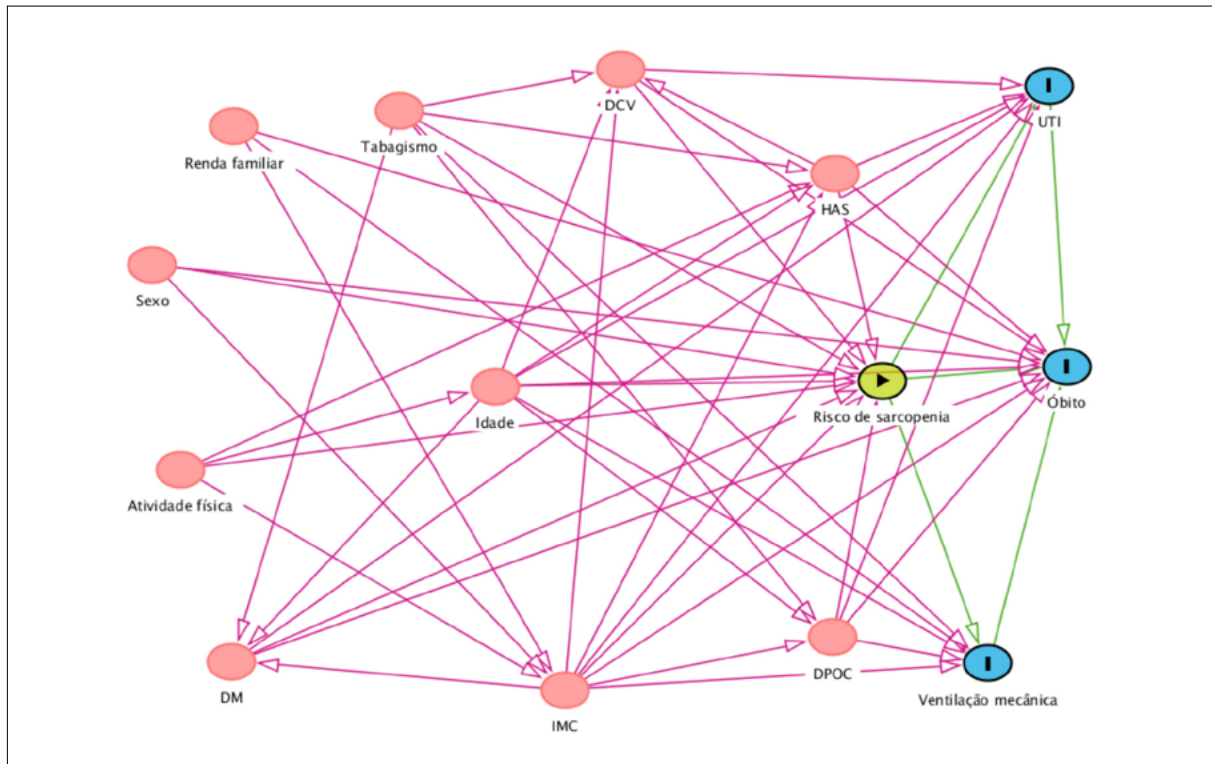 DCV
UTI
Tabagismo
Renda familiar
HAS
Sexo
Idade
Risco de sarcopenia
Óbito
Atividade física
DM
IMC
DPOC
Ventilação mecânica